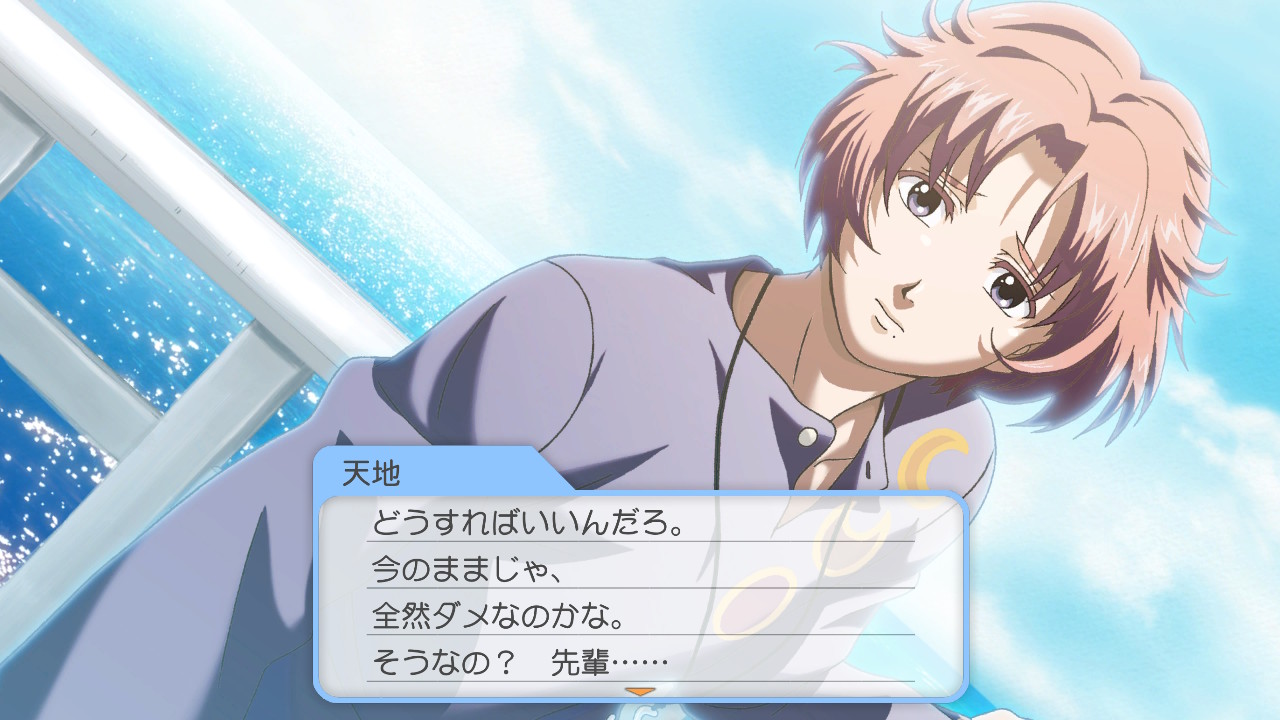 天地
どうすればいいんだろ。
今のままじゃ、
全然ダメなのかな。
そうなの？　先輩……